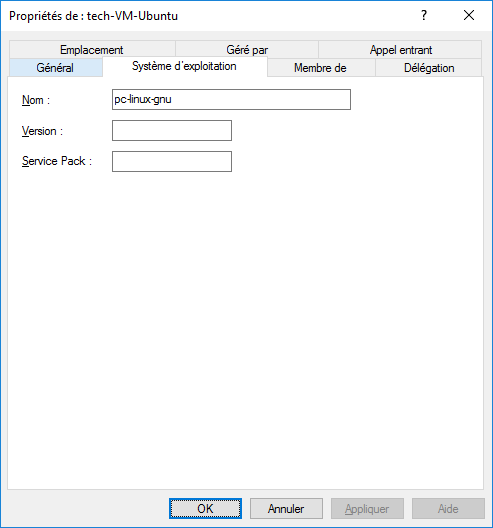 Propriétés de : tech-VM-Ubuntu
?
Emplacement Géré par Appel entrant
Général Système d'exploitation Membre de Délégation
Nom : pc-linux-gnu
Version :
Service Pack :
OK Annuler Appliquer Aide